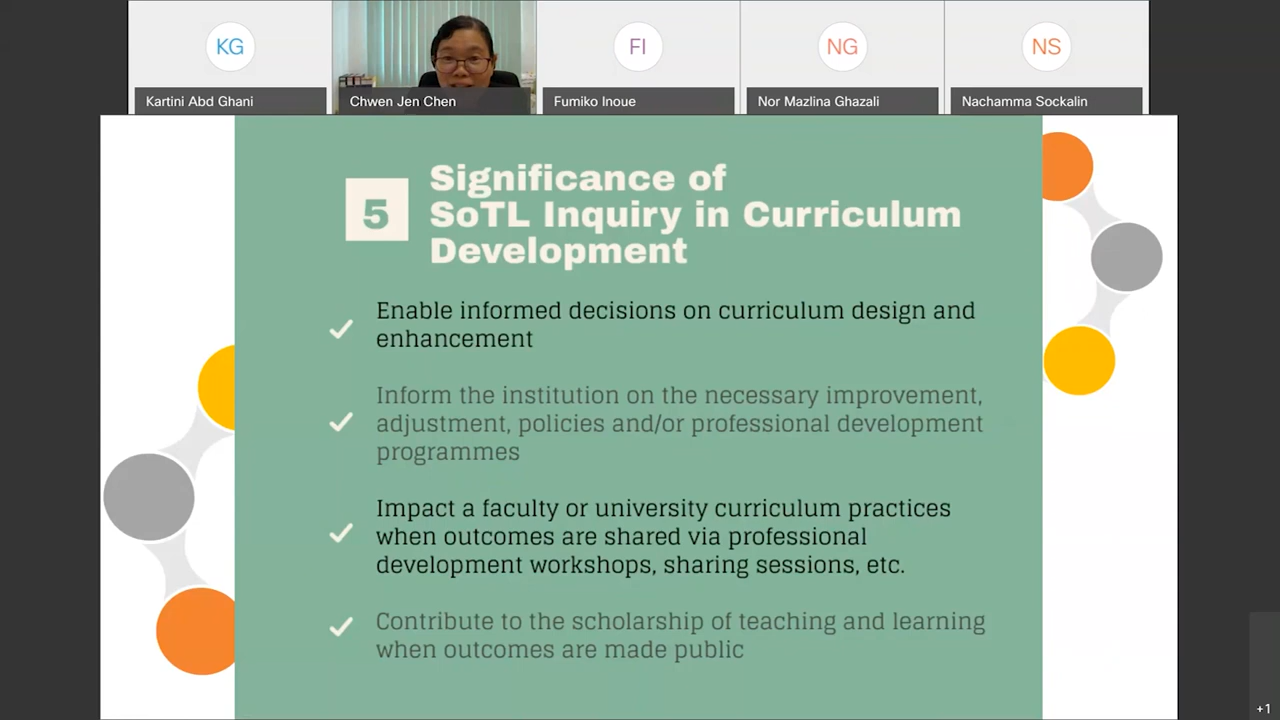 KG
FI
NG
NS
Kartini Abd Ghani
Chwen Jen Chen
Fumiko Inoue
Nor Mazlina Ghazali
Nachamma Sockalin
5
Significance of
SoTL Inquiry in Curriculum
Development
Enable informed decisions on curriculum design and
enhancement
Inform the institution on the necessary improvement,
adjustment, policies and/or professional development
programmes
Impact a faculty or university curriculum practices
when outcomes are shared via professional
development workshops, sharing sessions, etc.
Contribute to the scholarship of teaching and learning
when outcomes are made public
+1